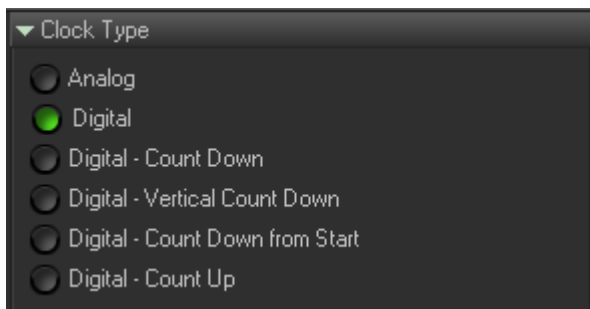 Clock Type
Analog
Digital
Digital - Count Down
Digital - Vertical Count Down
Digital - Count Down from Start
Digital - Count Up